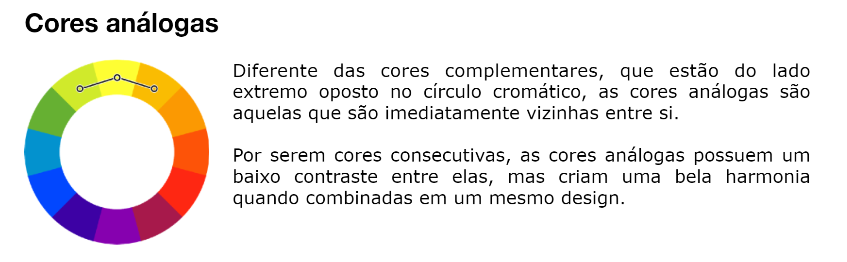 Cores análogas
Diferente das cores complementares, que estão do lado
extremo oposto no círculo cromático, as cores análogas são
aquelas que são imediatamente vizinhas entre si.
Por serem cores consecutivas, as cores análogas possuem um
baixo contraste entre elas, mas criam uma bela harmonia
quando combinadas em um mesmo design.